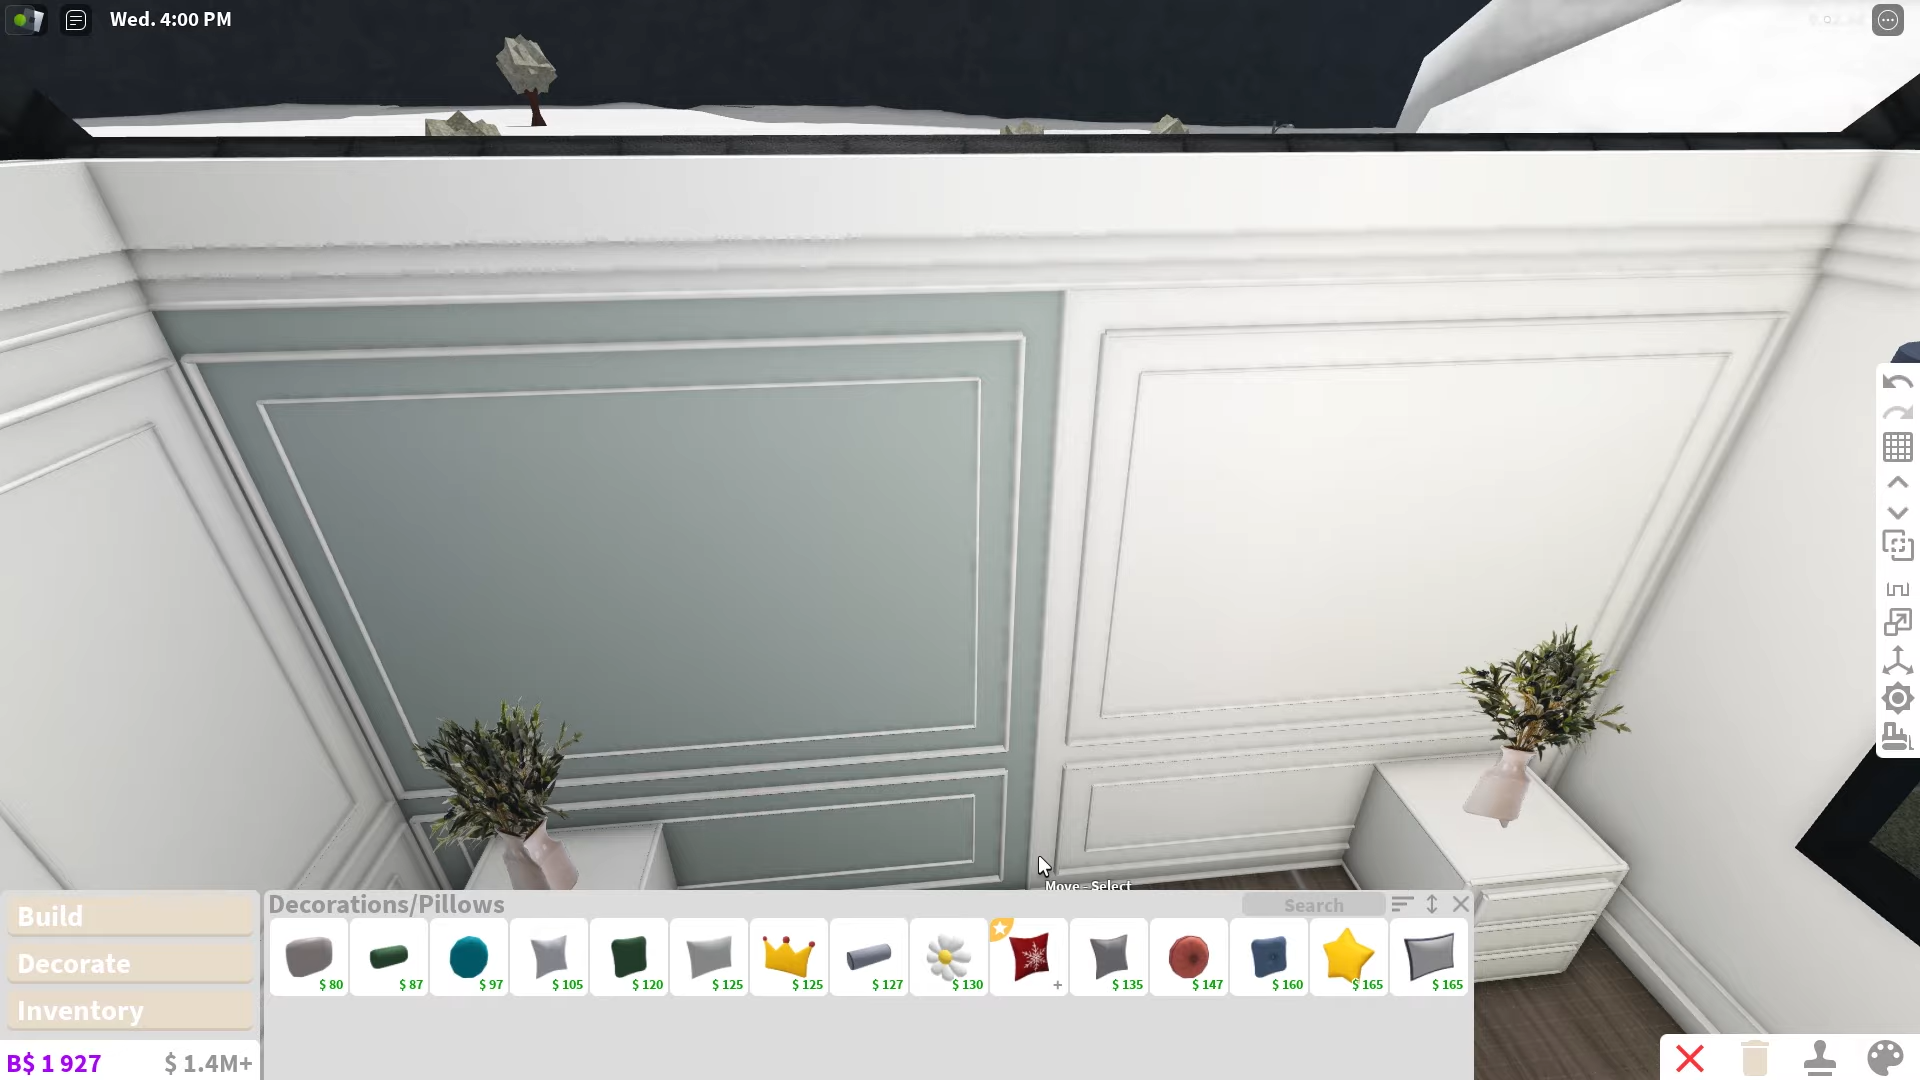 Wed. 4:00 PM
Move - Select
Decorations/Pillows
Search
Build
Decorate
Inventory
$ 80
$ 87
$ 97
$ 105
$ 120
$ 125
$ 125
$ 127
$ 130
+
$ 135
$ 147
$ 160
$ 165
$ 165
B$ 1 927
$ 1.4M+